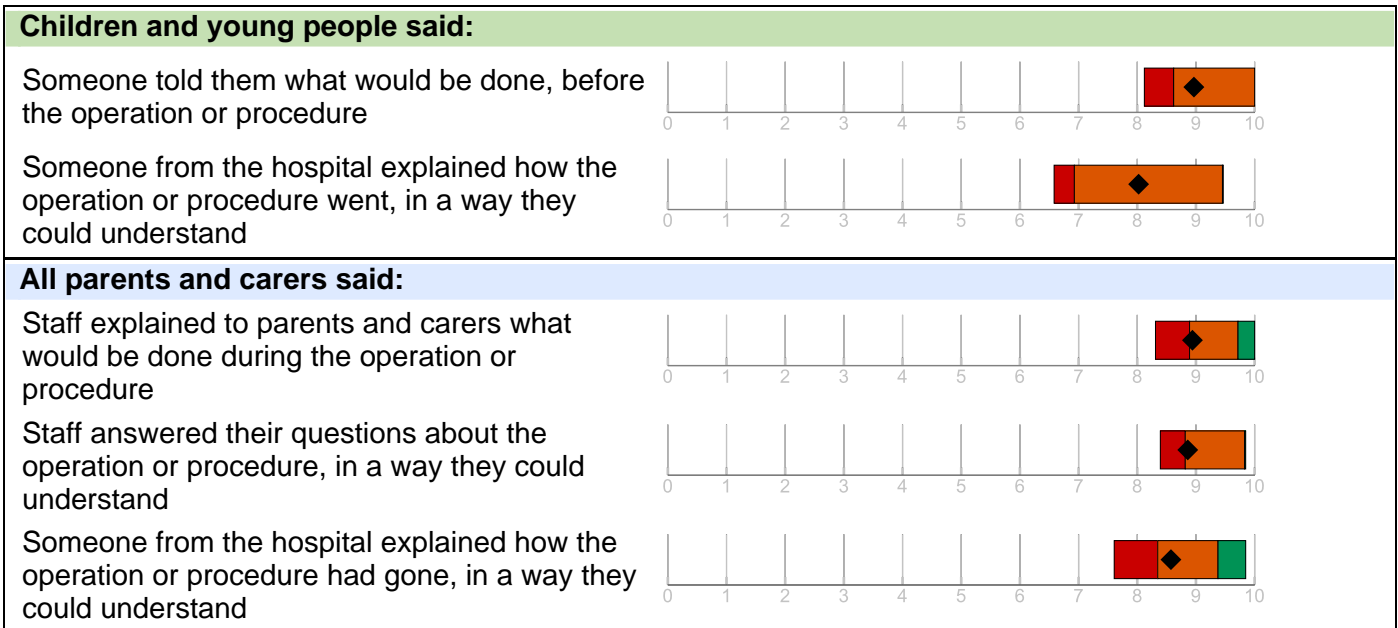 Children and young people said:
Someone told them what would be done, before
the operation or procedure
0 1 2 3 4 5 6 7 8 9 10
Someone from the hospital explained how the
operation or procedure went, in a way they
could understand
0 1 2 3 4 5 6 7 8 9 10
All parents and carers said:
Staff explained to parents and carers what
would be done during the operation or
procedure
0 1 2 3 4 5 6 7 8 9 10
Staff answered their questions about the
operation or procedure, in a way they could
understand
0 1 2 3 4 5 6 7 8 9 10
Someone from the hospital explained how the
operation or procedure had gone, in a way they
could understand
0 1 2 3 4 5 6 7 8 9 10